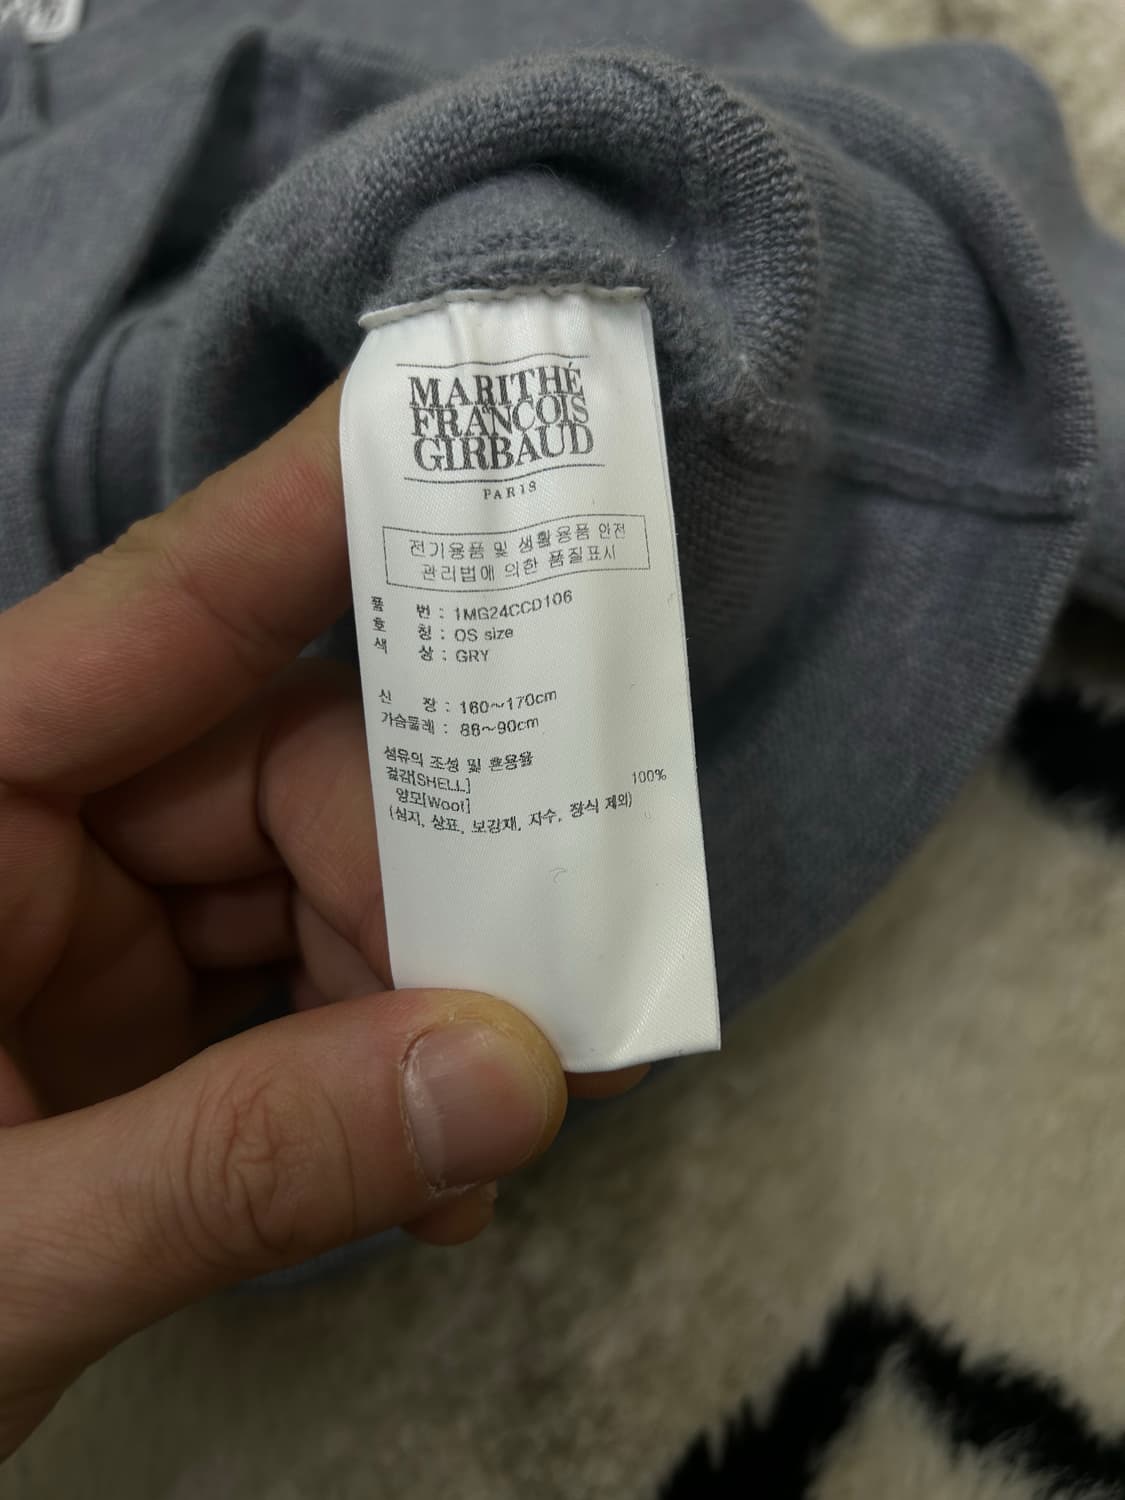 MARITHÉ
FRANCOIS
GIRBAUD
PARIS
전기용품 및 생활용품 안전
관리법에 의한 품질표시
품 번 : 1MG24CCD106
호 칭 : OS size
색 상 : GRY
신 장 : 160~170cm
가슴둘레 : 88~90cm
섬유의 조성 및 혼용율
겉감[SHELL]
양모[Wool] 100%
(심지, 상표, 보강재, 자수, 장식 제외)